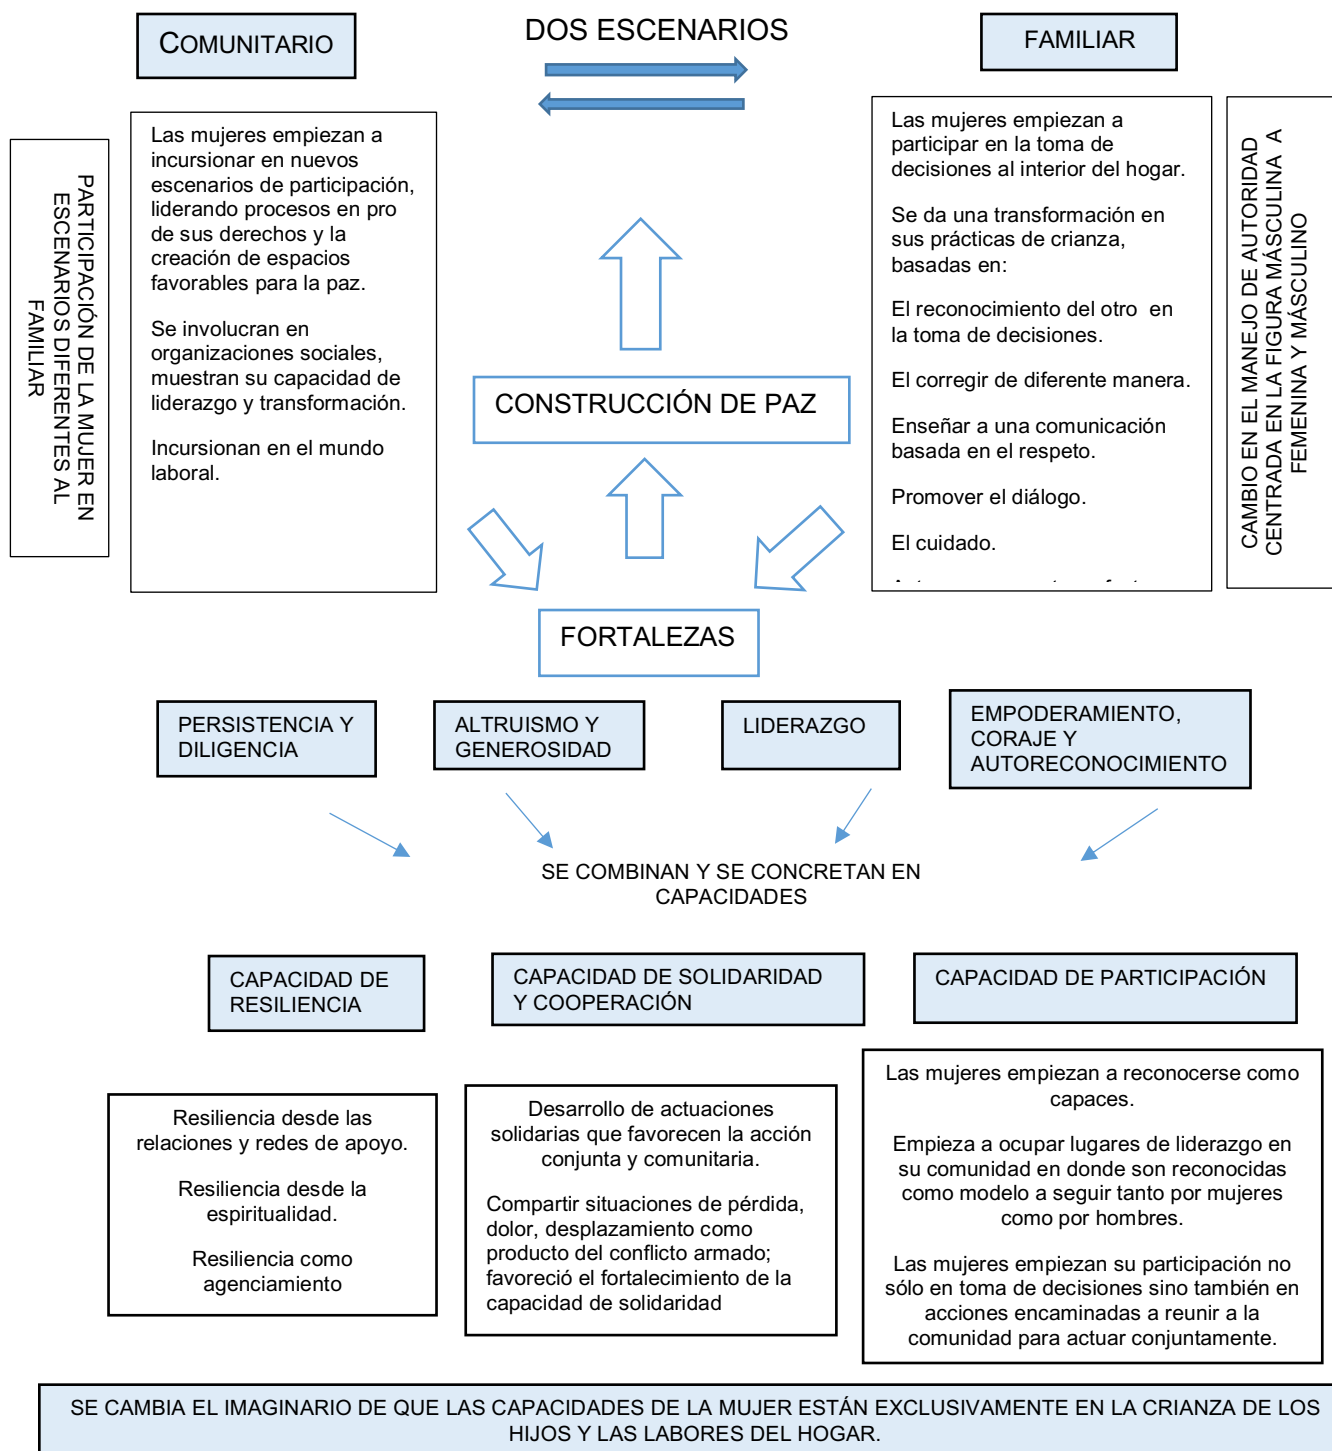 COMUNITARIO
DOS ESCENARIOS
FAMILIAR
PARTICIPACIÓN DE LA MUJER EN
ESCENARIOS DIFERENTES AL
FAMILIAR
Las mujeres empiezan a
incursionar en nuevos
escenarios de participación,
liderando procesos en pro
de sus derechos y la
creación de espacios
favorables para la paz.
Se involucran en
organizaciones sociales,
muestran su capacidad de
liderazgo y transformación.
Incursionan en el mundo
laboral.
Las mujeres empiezan a
participar en la toma de
decisiones al interior del hogar.
Se da una transformación en
sus prácticas de crianza,
basadas en:
El reconocimiento del otro en
la toma de decisiones.
El corregir de diferente manera.
Enseñar a una comunicación
basada en el respeto.
Promover el diálogo.
El cuidado.
CAMBIO EN EL MANEJO DE AUTORIDAD
CENTRADA EN LA FIGURA MÁSCULINA A
FEMENINA Y MÁSCULINO
CONSTRUCCIÓN DE PAZ
FORTALEZAS
PERSISTENCIA Y
DILIGENCIA
ALTRUISMO Y
GENEROSIDAD
LIDERAZGO
EMPODERAMIENTO,
CORAJE Y
AUTORECONOCIMIENTO
SE COMBINAN Y SE CONCRETAN EN
CAPACIDADES
CAPACIDAD DE
RESILIENCIA
CAPACIDAD DE SOLIDARIDAD
Y COOPERACIÓN
CAPACIDAD DE PARTICIPACIÓN
Resiliencia desde las
relaciones y redes de apoyo.
Resiliencia desde la
espiritualidad.
Resiliencia como
agenciamiento
Desarrollo de actuaciones
solidarias que favorecen la acción
conjunta y comunitaria.
Compartir situaciones de pérdida,
dolor, desplazamiento como
producto del conflicto armado;
favoreció el fortalecimiento de la
capacidad de solidaridad
Las mujeres empiezan a reconocerse como
capaces.
Empieza a ocupar lugares de liderazgo en
su comunidad en donde son reconocidas
como modelo a seguir tanto por mujeres
como por hombres.
Las mujeres empiezan su participación no
sólo en toma de decisiones sino también en
acciones encaminadas a reunir a la
comunidad para actuar conjuntamente.
SE CAMBIA EL IMAGINARIO DE QUE LAS CAPACIDADES DE LA MUJER ESTÁN EXCLUSIVAMENTE EN LA CRIANZA DE LOS
HIJOS Y LAS LABORES DEL HOGAR.